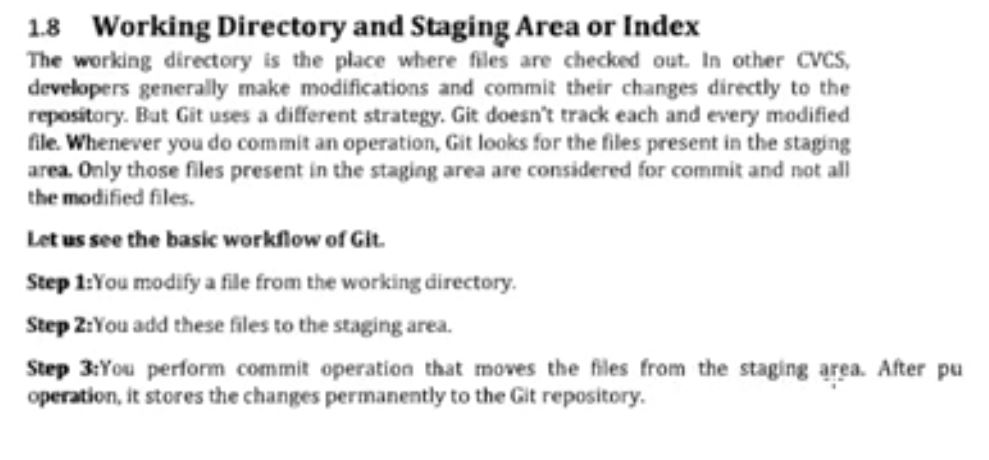 1.8 Working Directory and Staging Area or Index
The working directory is the place where files are checked out. In other CVCS,
developers generally make modifications and commit their changes directly to the
repository. But Git uses a different strategy. Git doesn't track each and every modified
file. Whenever you do commit an operation, Git looks for the files present in the staging
area. Only those files present in the staging area are considered for commit and not all
the modified files.
Let us see the basic workflow of Git.
Step 1:You modify a file from the working directory.
Step 2:You add these files to the staging area.
Step 3:You perform commit operation that moves the files from the staging area. After pu
operation, it stores the changes permanently to the Git repository.